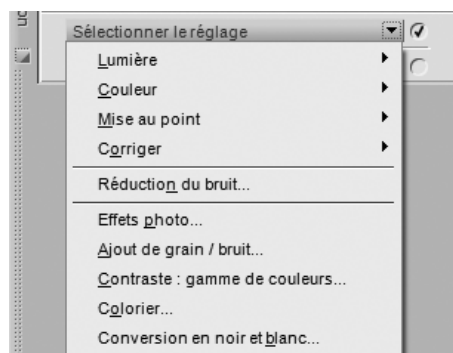 on
Sélectionner le réglage
Lumière
Couleur
Mise au point
Corriger
Réduction du bruit...
Effets photo...
Ajout de grain / bruit...
Contraste : gamme de couleurs...
Colorier...
Conversion en noir et blanc...